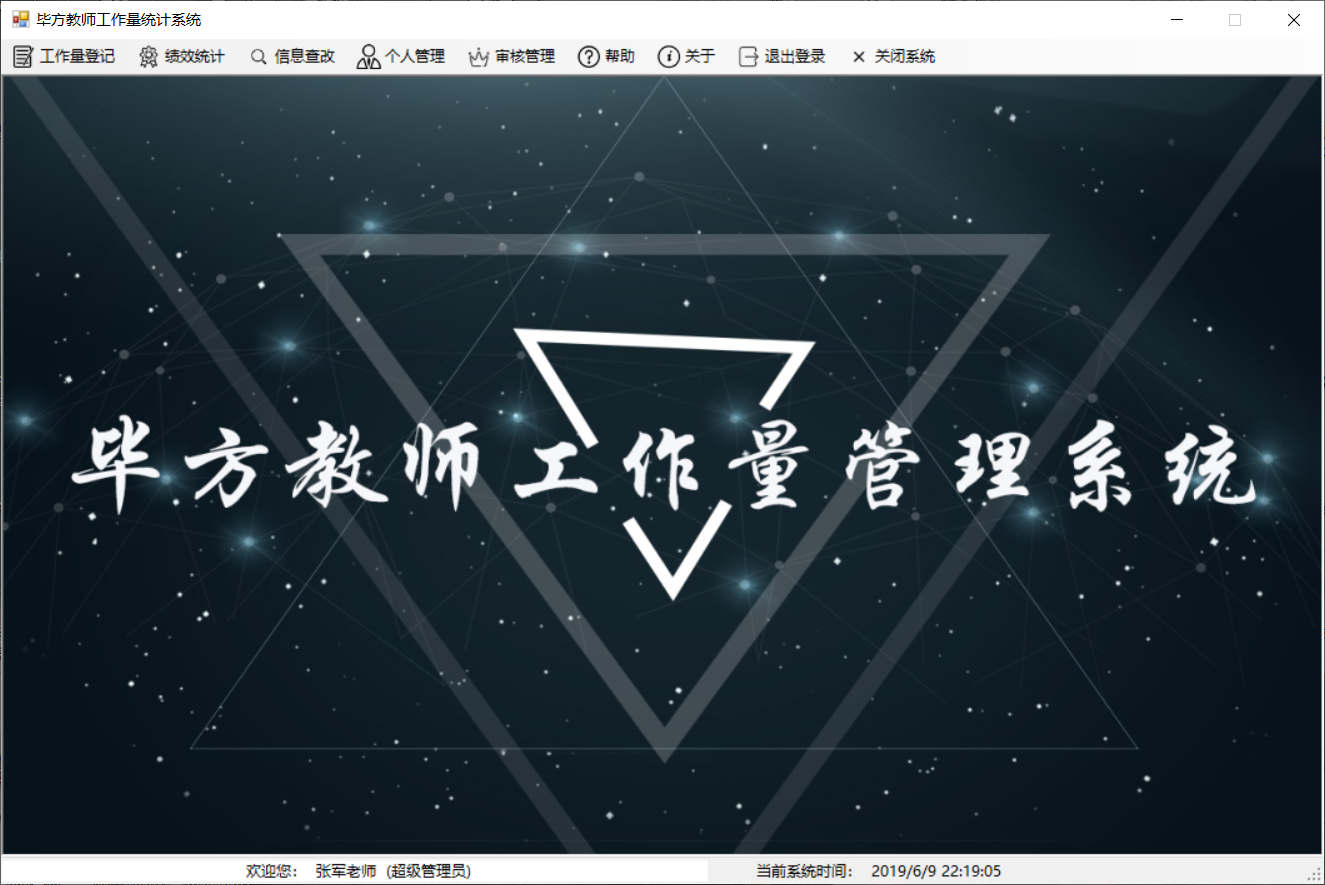 毕方教师工作量统计系统
工作量登记 绩效统计 信息查改 个人管理 审核管理 帮助 关于 退出登录 关闭系统
毕方教师工作量管理系统
欢迎您： 张军老师（超级管理员） 当前系统时间： 2019/6/9 22:19:05